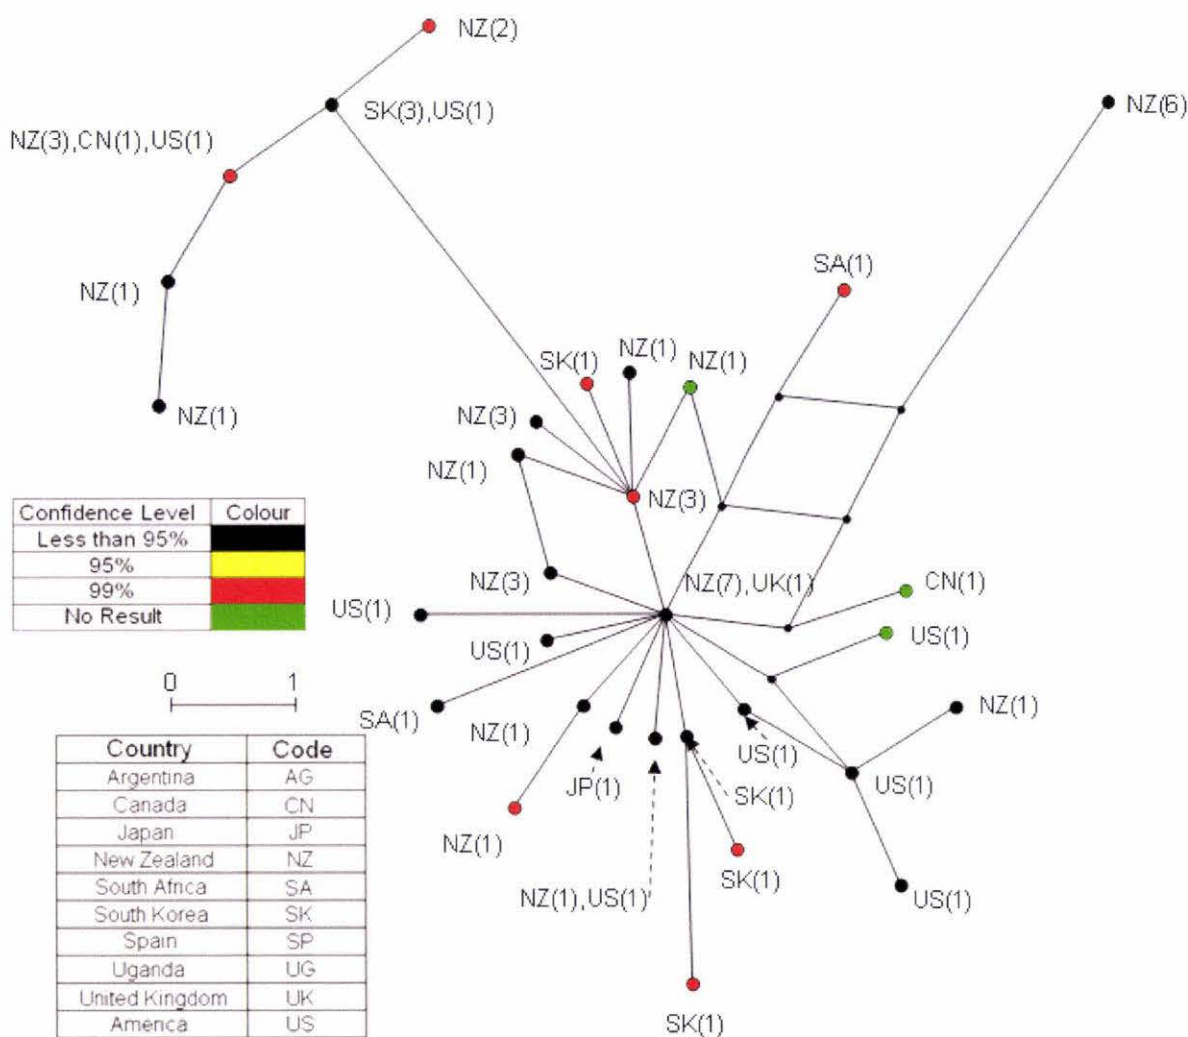 NZ(2)
SK(3),US(1)
NZ(6)
NZ(3),CN(1),US(1)
SA(1)
NZ(1)
NZ(1)
SK(1)
NZ(1)
NZ(1)
NZ(3)
NZ(1)
NZ(3)
NZ(3)
NZ(7),UK(1)
CN(1)
US(1)
US(1)
US(1)
SA(1)
NZ(1)
JP(1)
NZ(1)
NZ(1),US(1)
SK(1)
SK(1)
US(1)
US(1)
NZ(1)
US(1)
SK(1)
Confidence Level Colour
Less than 95%
95%
99%
No Result
0 1
Country Code
Argentina AG
Canada CN
Japan JP
New Zealand NZ
South Africa SA
South Korea SK
Spain SP
Uganda UG
United Kingdom UK
America US